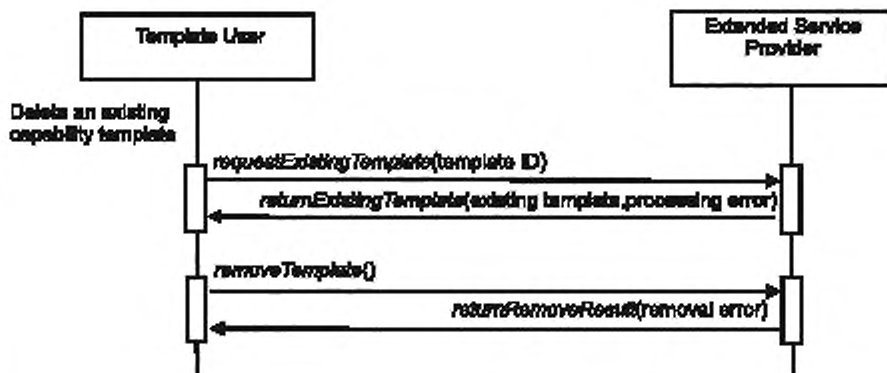 Template User
Extended Service
Provider
Delete an existing
capability template
requestExistingTemplate(template ID)
returnExistingTemplate(existing template,processing error)
removeTemplate()
returnRemoveResult(removal error)